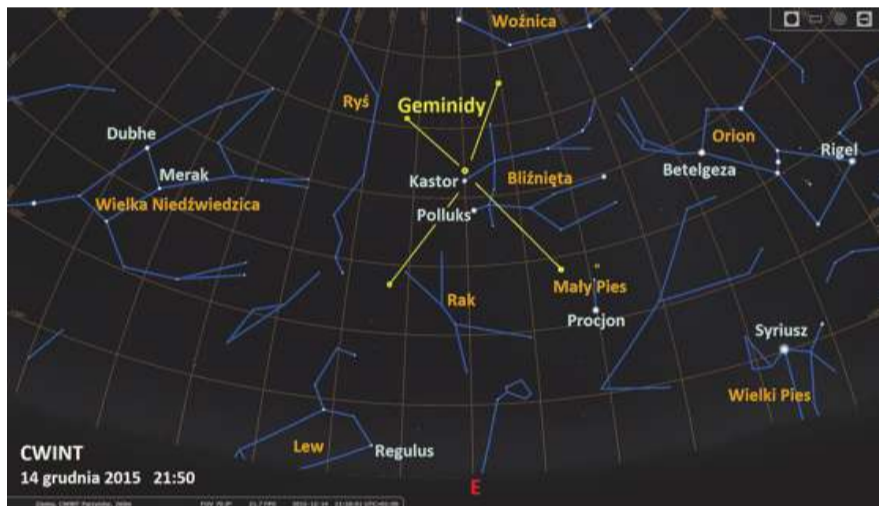 Woźnica
Ryś
Geminidy
Dubhe
Orion
Rigel
Merak
Kastor
Bliźnięta
Betelgeza
Wielka Niedźwiedzica
Polluks
Mały Pies
Rak
Procjon
Syriusz
Wielki Pies
Lew
Regulus
CWINT
14 grudnia 2015 21:50
E